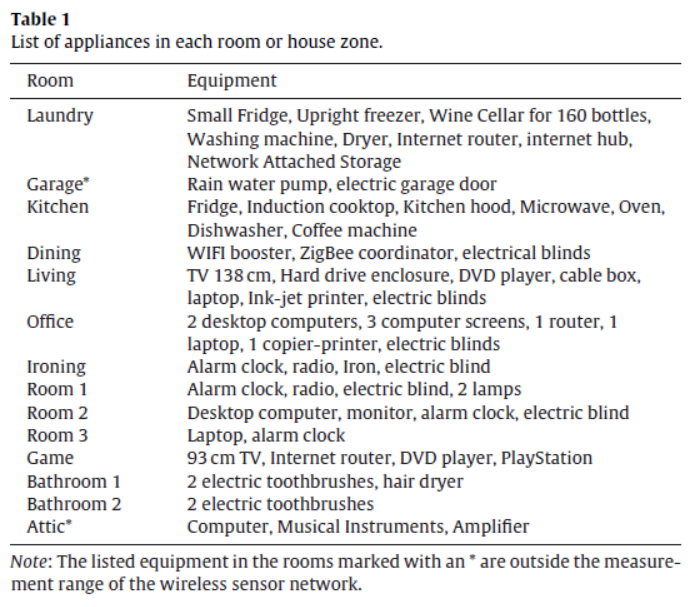 Table 1
List of appliances in each room or house zone.
Room Equipment
Laundry Small Fridge, Upright freezer, Wine Cellar for 160 bottles,
Washing machine, Dryer, Internet router, internet hub,
Network Attached Storage
Garage* Rain water pump, electric garage door
Kitchen Fridge, Induction cooktop, Kitchen hood, Microwave, Oven,
Dishwasher, Coffee machine
Dining WIFI booster, ZigBee coordinator, electrical blinds
Living TV 138 cm, Hard drive enclosure, DVD player, cable box,
laptop, Ink-jet printer, electric blinds
Office 2 desktop computers, 3 computer screens, 1 router, 1
laptop, 1 copier-printer, electric blinds
Ironing Alarm clock, radio, Iron, electric blind
Room 1 Alarm clock, radio, electric blind, 2 lamps
Room 2 Desktop computer, monitor, alarm clock, electric blind
Room 3 Laptop, alarm clock
Game 93 cm TV, Internet router, DVD player, PlayStation
Bathroom 1 2 electric toothbrushes, hair dryer
Bathroom 2 2 electric toothbrushes
Attic* Computer, Musical Instruments, Amplifier
Note: The listed equipment in the rooms marked with an * are outside the measure-
ment range of the wireless sensor network.